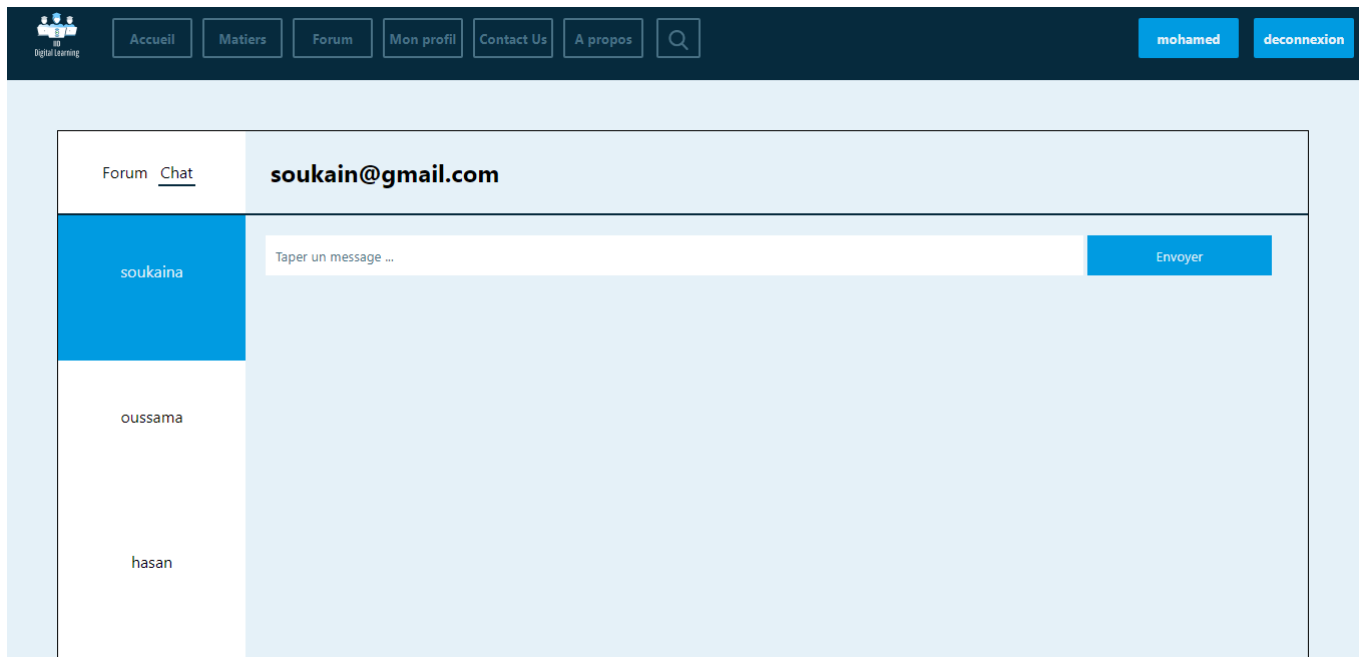 IID
Digital Learning
Accueil Matiers Forum Mon profil Contact Us A propos mohamed deconnexion
Forum Chat soukain@gmail.com
soukaina
Taper un message ... Envoyer
oussama
hasan